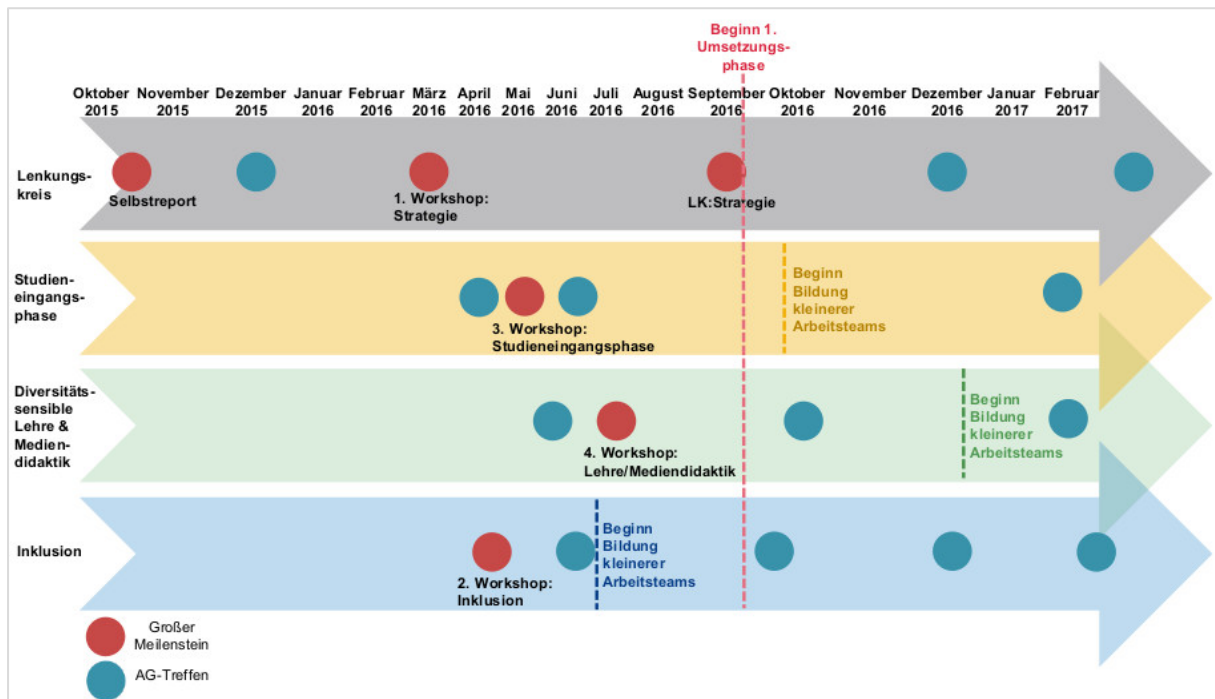 Beginn 1.
Umsetzungs-
phase
Oktober
2015
November
2015
Dezember
2015
Januar
2016
Februar
2016
März
2016
April
2016
Mai
2016
Juni
2016
Juli
2016
August
2016
September
2016
Oktober
2016
November
2016
Dezember
2016
Januar
2017
Februar
2017
Lenkungs-
kreis
Selbstreport
1. Workshop:
Strategie
LK:Strategie
Studien-
eingangs-
phase
3. Workshop:
Studieneingangsphase
Beginn
Bildung
kleinerer
Arbeitsteams
Diversitäts-
sensible
Lehre &
Medien-
didaktik
4. Workshop:
Lehre/Mediendidaktik
Beginn
Bildung
kleinerer
Arbeitsteams
Inklusion
2. Workshop:
Inklusion
Beginn
Bildung
kleinerer
Arbeitsteams
Großer
Meilenstein
AG-Treffen